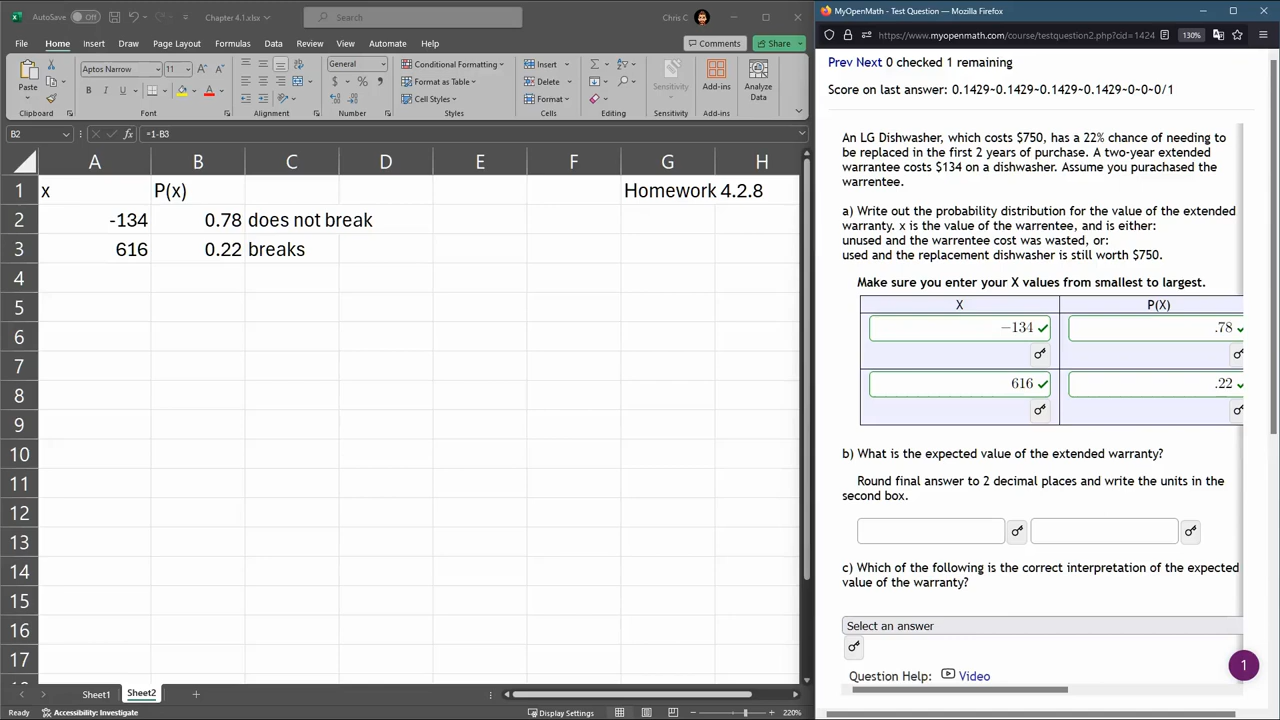 AutoSave Off Chapter 4.1.xlsx Search Chris C
File Home Insert Draw Page Layout Formulas Data Review View Automate Help Comments Share
Paste
Clipboard
Aptos Narrow 11
B I U
Font
Alignment
General
$ % 9
Number
Conditional Formatting
Format as Table
Cell Styles
Styles
Insert
Delete
Format
Cells
Editing
Sensitivity
Sensitivity
Add-ins
Add-ins
Analyze
Data
B2 fx =1-B3
A B C D E F G H
1 x P(x) Homework 4.2.8
2 -134 0.78 does not break
3 616 0.22 breaks
4
5
6
7
8
9
10
11
12
13
14
15
16
17
Sheet1 Sheet2 +
Ready Accessibility: Investigate Display Settings 220%
MyOpenMath - Test Question — Mozilla Firefox
https://www.myopenmath.com/course/testquestion2.php?cid=1424 130%
Prev Next 0 checked 1 remaining
Score on last answer: 0.1429~0.1429~0.1429~0.1429~0~0~0/1
An LG Dishwasher, which costs $750, has a 22% chance of needing to
be replaced in the first 2 years of purchase. A two-year extended
warrantee costs $134 on a dishwasher. Assume you purachased the
warrentee.
a) Write out the probability distribution for the value of the extended
warranty. x is the value of the warrentee, and is either:
unused and the warrentee cost was wasted, or:
used and the replacement dishwasher is still worth $750.
Make sure you enter your X values from smallest to largest.
X P(X)
−134 .78
616 .22
b) What is the expected value of the extended warranty?
Round final answer to 2 decimal places and write the units in the
second box.
c) Which of the following is the correct interpretation of the expected
value of the warranty?
Select an answer
1
Question Help: Video